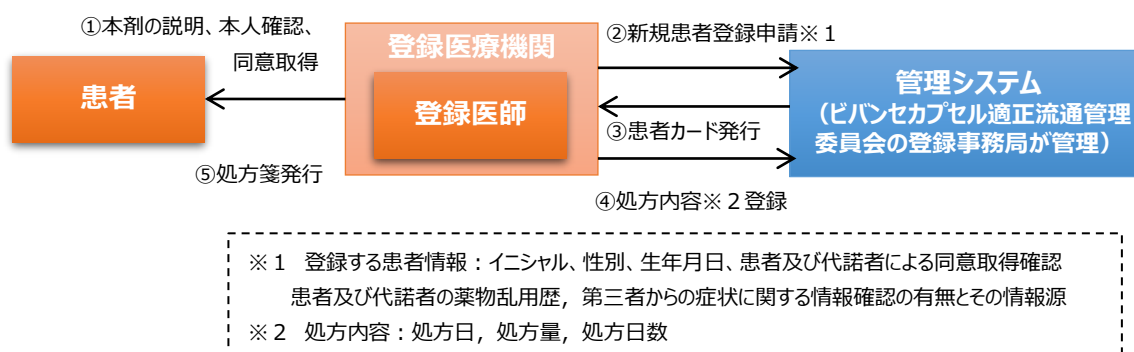 ①本剤の説明、本人確認、
同意取得
登録医療機関
②新規患者登録申請※１
患者
登録医師
管理システム
（ビバンセカプセル適正流通管理
委員会の登録事務局が管理）
③患者カード発行
⑤処方箋発行
④処方内容※２登録
※１　登録する患者情報：イニシャル、性別、生年月日、患者及び代諾者による同意取得確認
患者及び代諾者の薬物乱用歴，第三者からの症状に関する情報確認の有無とその情報源
※２　処方内容：処方日，処方量，処方日数